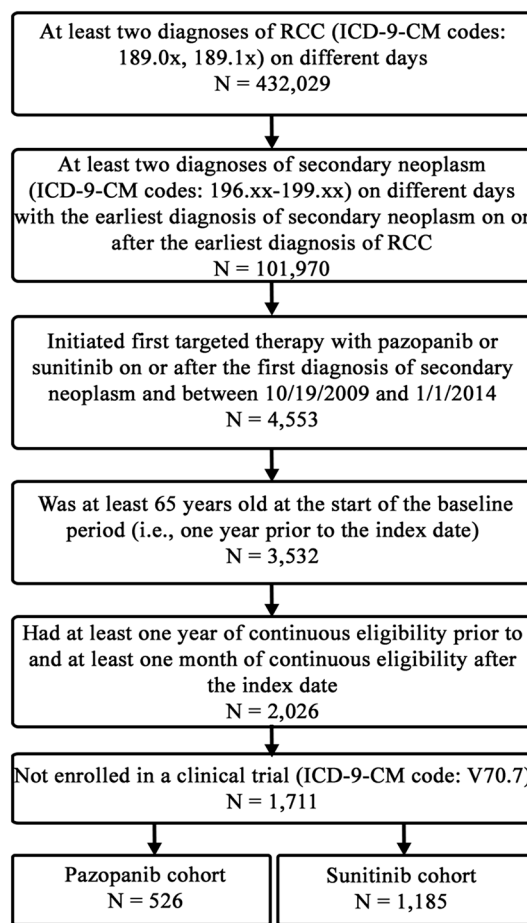 At least two diagnoses of RCC (ICD-9-CM codes:
189.0x, 189.1x) on different days
N = 432,029
At least two diagnoses of secondary neoplasm
(ICD-9-CM codes: 196.xx-199.xx) on different days
with the earliest diagnosis of secondary neoplasm on or
after the earliest diagnosis of RCC
N = 101,970
Initiated first targeted therapy with pazopanib or
sunitinib on or after the first diagnosis of secondary
neoplasm and between 10/19/2009 and 1/1/2014
N = 4,553
Was at least 65 years old at the start of the baseline
period (i.e., one year prior to the index date)
N = 3,532
Had at least one year of continuous eligibility prior to
and at least one month of continuous eligibility after
the index date
N = 2,026
Not enrolled in a clinical trial (ICD-9-CM code: V70.7)
N = 1,711
Pazopanib cohort
N = 526
Sunitinib cohort
N = 1,185